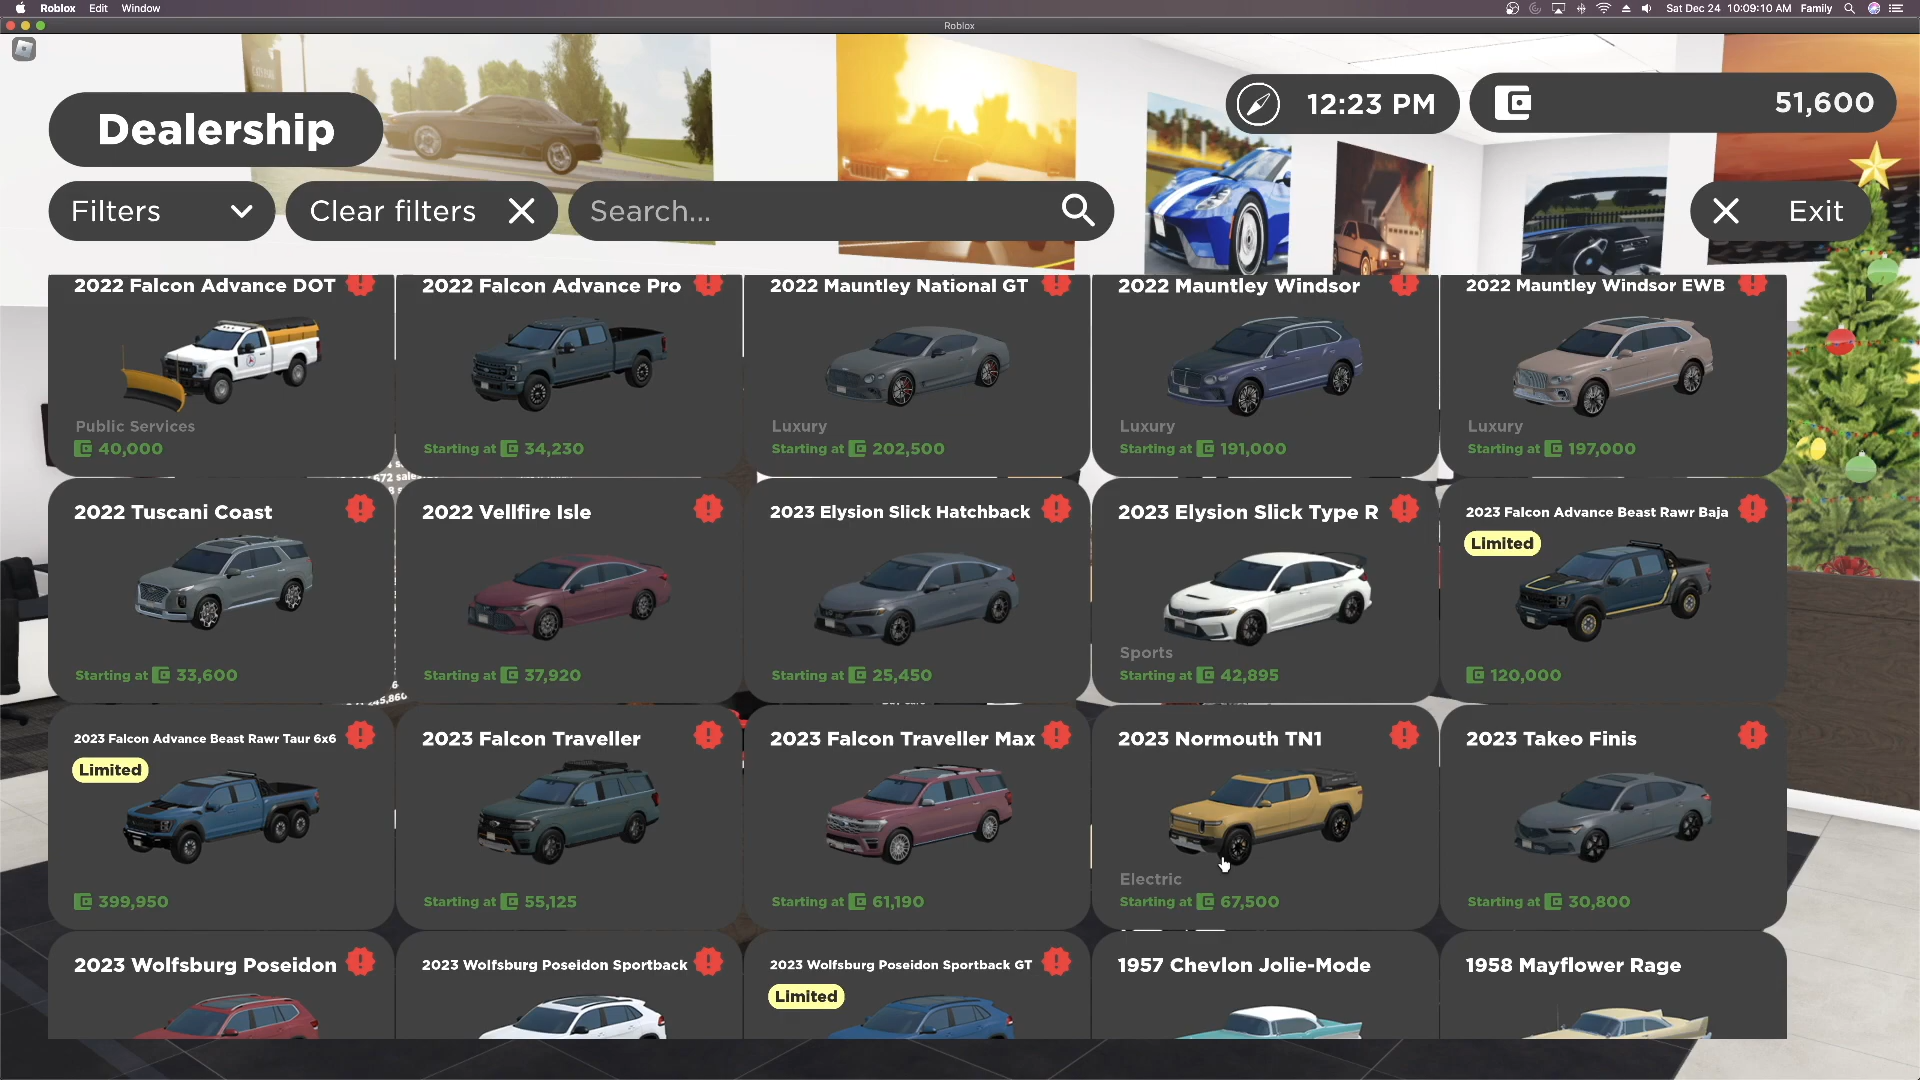 Roblox Edit Window
Sat Dec 24 10:09:10 AM Family
Roblox
Dealership
12:23 PM
51,600
Filters
Clear filters
Search...
Exit
2022 Falcon Advance DOT
Public Services
40,000
2022 Falcon Advance Pro
Starting at 34,230
2022 Mauntley National GT
Luxury
Starting at 202,500
2022 Mauntley Windsor
Luxury
Starting at 191,000
2022 Mauntley Windsor EWB
Luxury
Starting at 197,000
2022 Tuscani Coast
Starting at 33,600
2022 Vellfire Isle
Starting at 37,920
2023 Elysion Slick Hatchback
Starting at 25,450
2023 Elysion Slick Type R
Sports
Starting at 42,895
2023 Falcon Advance Beast Rawr Baja
Limited
120,000
2023 Falcon Advance Beast Rawr Taur 6x6
Limited
399,950
2023 Falcon Traveller
Starting at 55,125
2023 Falcon Traveller Max
Starting at 61,190
2023 Normouth TN1
Electric
Starting at 67,500
2023 Takeo Finis
Starting at 30,800
2023 Wolfsburg Poseidon
2023 Wolfsburg Poseidon Sportback
2023 Wolfsburg Poseidon Sportback GT
Limited
1957 Chevlon Jolie-Mode
1958 Mayflower Rage